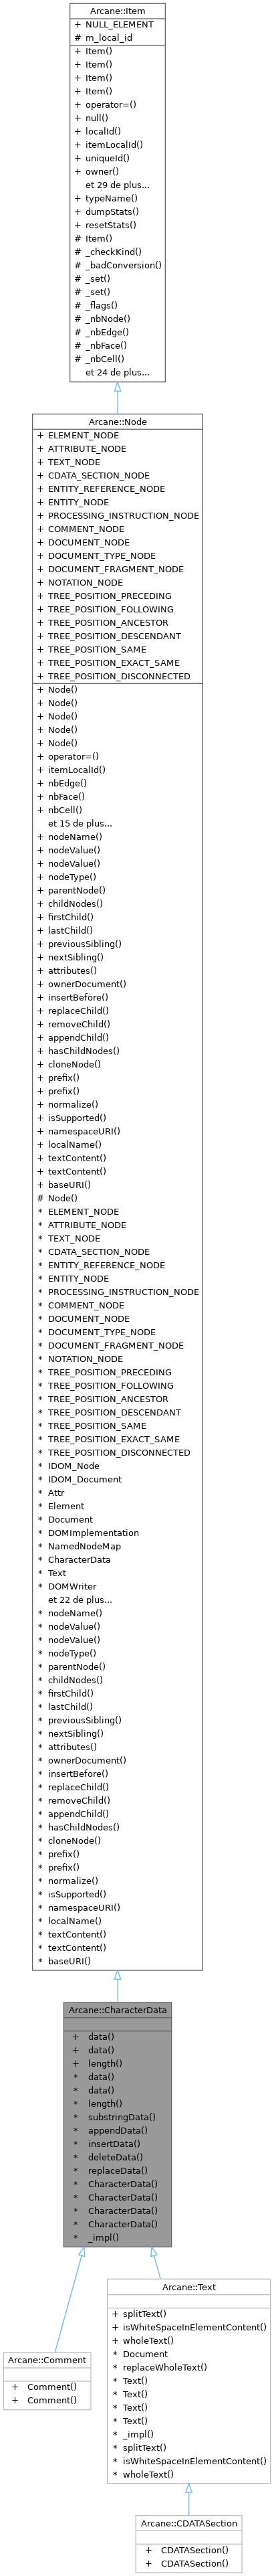 Arcane::Item
+ NULL_ELEMENT
# m_local_id
+ Item()
+ Item()
+ Item()
+ Item()
+ operator=()
+ null()
+ localId()
+ itemLocalId()
+ uniqueId()
+ owner()
et 29 de plus...
+ typeName()
+ dumpStats()
+ resetStats()
# Item()
# _checkKind()
# _badConversion()
# _set()
# _set()
# _flags()
# _nbNode()
# _nbEdge()
# _nbFace()
# _nbCell()
et 24 de plus...
Arcane::Node
+ ELEMENT_NODE
+ ATTRIBUTE_NODE
+ TEXT_NODE
+ CDATA_SECTION_NODE
+ ENTITY_REFERENCE_NODE
+ ENTITY_NODE
+ PROCESSING_INSTRUCTION_NODE
+ COMMENT_NODE
+ DOCUMENT_NODE
+ DOCUMENT_TYPE_NODE
+ DOCUMENT_FRAGMENT_NODE
+ NOTATION_NODE
+ TREE_POSITION_PRECEDING
+ TREE_POSITION_FOLLOWING
+ TREE_POSITION_ANCESTOR
+ TREE_POSITION_DESCENDANT
+ TREE_POSITION_SAME
+ TREE_POSITION_EXACT_SAME
+ TREE_POSITION_DISCONNECTED
+ Node()
+ Node()
+ Node()
+ Node()
+ Node()
+ operator=()
+ itemLocalId()
+ nbEdge()
+ nbFace()
+ nbCell()
et 15 de plus...
+ nodeName()
+ nodeValue()
+ nodeValue()
+ nodeType()
+ parentNode()
+ childNodes()
+ firstChild()
+ lastChild()
+ previousSibling()
+ nextSibling()
+ attributes()
+ ownerDocument()
+ insertBefore()
+ replaceChild()
+ removeChild()
+ appendChild()
+ hasChildNodes()
+ cloneNode()
+ prefix()
+ prefix()
+ normalize()
+ isSupported()
+ namespaceURI()
+ localName()
+ textContent()
+ textContent()
+ baseURI()
# Node()
* ELEMENT_NODE
* ATTRIBUTE_NODE
* TEXT_NODE
* CDATA_SECTION_NODE
* ENTITY_REFERENCE_NODE
* ENTITY_NODE
* PROCESSING_INSTRUCTION_NODE
* COMMENT_NODE
* DOCUMENT_NODE
* DOCUMENT_TYPE_NODE
* DOCUMENT_FRAGMENT_NODE
* NOTATION_NODE
* TREE_POSITION_PRECEDING
* TREE_POSITION_FOLLOWING
* TREE_POSITION_ANCESTOR
* TREE_POSITION_DESCENDANT
* TREE_POSITION_SAME
* TREE_POSITION_EXACT_SAME
* TREE_POSITION_DISCONNECTED
* IDOM_Node
* IDOM_Document
* Attr
* Element
* Document
* DOMImplementation
* NamedNodeMap
* CharacterData
* Text
* DOMWriter
et 22 de plus...
* nodeName()
* nodeValue()
* nodeValue()
* nodeType()
* parentNode()
* childNodes()
* firstChild()
* lastChild()
* previousSibling()
* nextSibling()
* attributes()
* ownerDocument()
* insertBefore()
* replaceChild()
* removeChild()
* appendChild()
* hasChildNodes()
* cloneNode()
* prefix()
* prefix()
* normalize()
* isSupported()
* namespaceURI()
* localName()
* textContent()
* textContent()
* baseURI()
Arcane::CharacterData
+ data()
+ data()
+ length()
* data()
* data()
* length()
* substringData()
* appendData()
* insertData()
* deleteData()
* replaceData()
* CharacterData()
* CharacterData()
* CharacterData()
* CharacterData()
* _impl()
Arcane::Text
+ splitText()
+ isWhiteSpaceInElementContent()
+ wholeText()
* Document
* replaceWholeText()
* Text()
* Text()
* Text()
* Text()
* _impl()
* splitText()
* isWhiteSpaceInElementContent()
* wholeText()
Arcane::Comment
+ Comment()
+ Comment()
Arcane::CDATASection
+ CDATASection()
+ CDATASection()